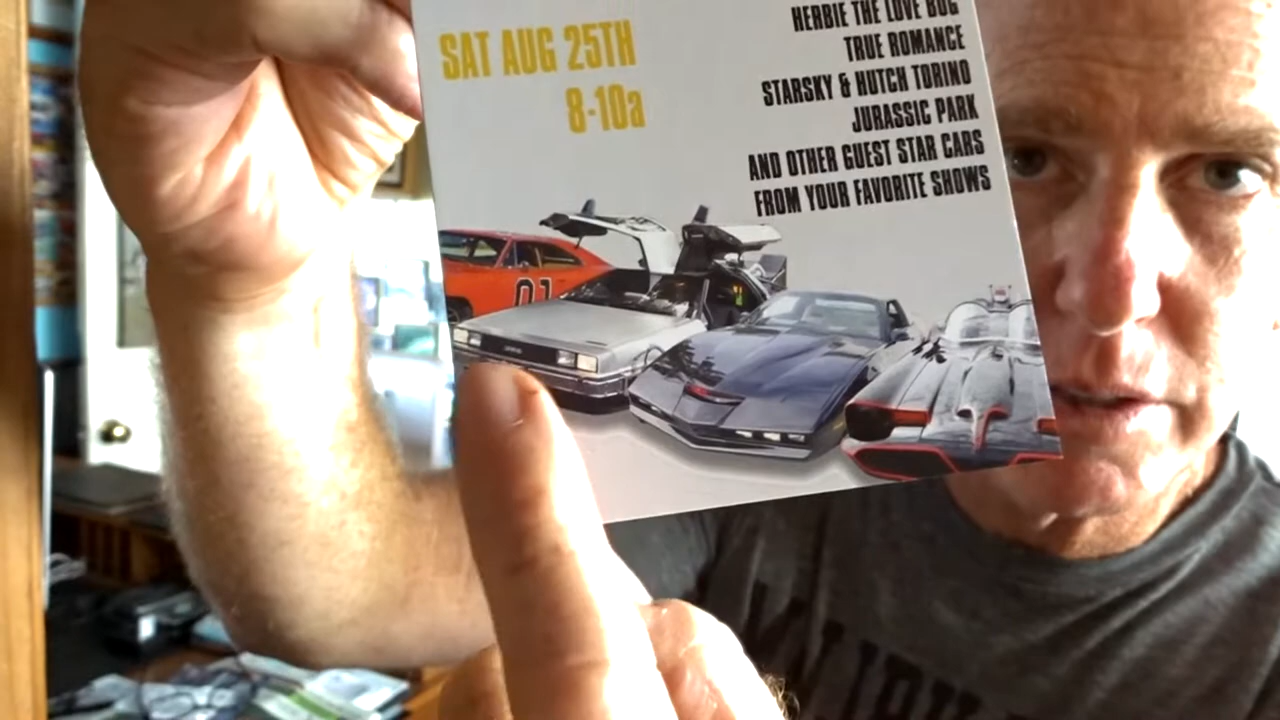 SAT AUG 25TH
8-10a
HERBIE THE LOVE BUG
TRUE ROMANCE
STARSKY & HUTCH TORINO
JURASSIC PARK
AND OTHER GUEST STAR CARS
FROM YOUR FAVORITE SHOWS
01